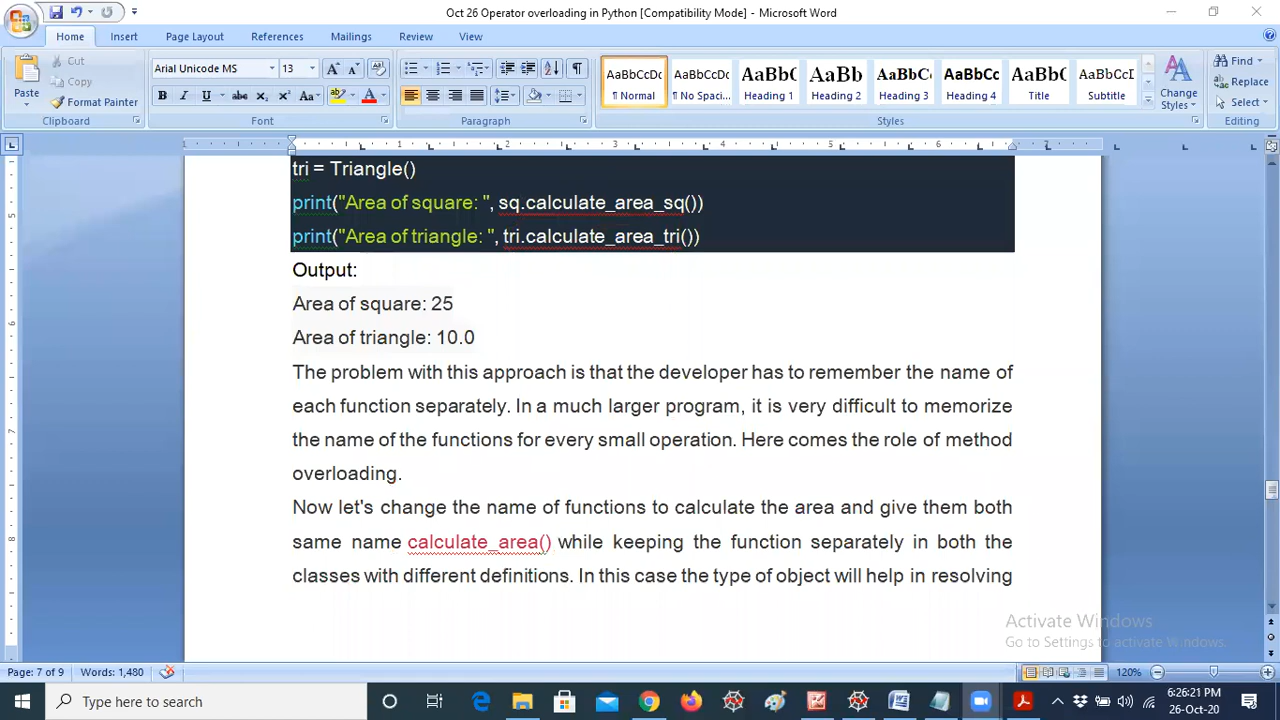 Oct 26 Operator overloading in Python [Compatibility Mode] - Microsoft Word
Home Insert Page Layout References Mailings Review View
Paste
Cut
Copy
Format Painter
Clipboard
Arial Unicode MS 13
Font
Paragraph
AaBbCcDc AaBbCcDc AaBbC AaBbC AaBbCc AaBbCc AaBbC AaBbCcI
¶ Normal ¶ No Spaci... Heading 1 Heading 2 Heading 3 Heading 4 Title Subtitle
Change Styles
Styles
Find
Replace
Select
Editing
tri = Triangle()
print("Area of square: ", sq.calculate_area_sq())
print("Area of triangle: ", tri.calculate_area_tri())
Output:
Area of square: 25
Area of triangle: 10.0
The problem with this approach is that the developer has to remember the name of
each function separately. In a much larger program, it is very difficult to memorize
the name of the functions for every small operation. Here comes the role of method
overloading.
Now let's change the name of functions to calculate the area and give them both
same name calculate_area() while keeping the function separately in both the
classes with different definitions. In this case the type of object will help in resolving
Activate Windows
Go to Settings to activate Windows.
Page: 7 of 9 Words: 1,480 120%
Type here to search
6:26:21 PM
26-Oct-20